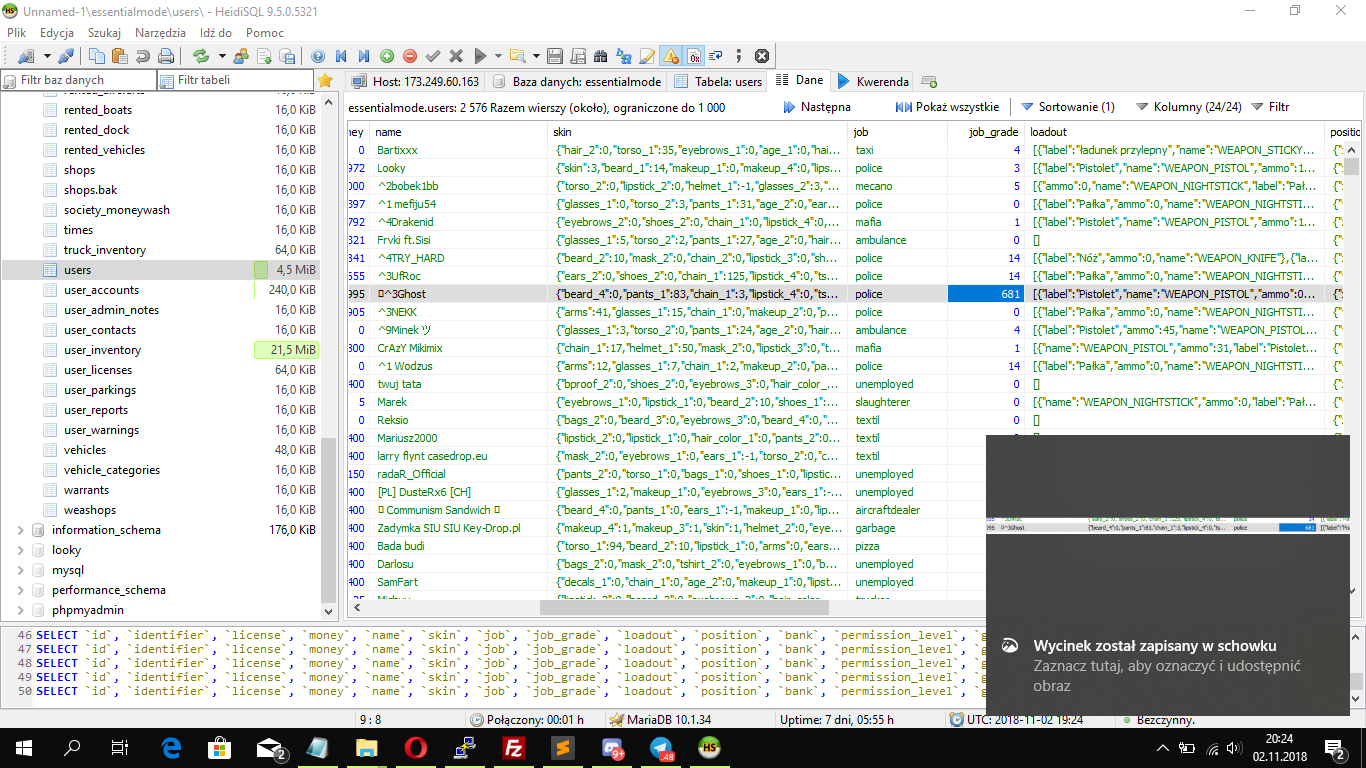 Unnamed-1\essentialmode\users\ - HeidiSQL 9.5.0.5321
Plik Edycja Szukaj Narzędzia Idź do Pomoc
Filtr baz danych Filtr tabeli
Host: 173.249.60.163 Baza danych: essentialmode Tabela: users Dane Kwerenda
essentialmode.users: 2 576 Razem wierszy (około), ograniczone do 1 000 Następna Pokaż wszystkie Sortowanie (1) Kolumny (24/24) Filtr
rented_boats 16,0 KiB
rented_dock 16,0 KiB
rented_vehicles 16,0 KiB
shops 16,0 KiB
shops.bak 16,0 KiB
society_moneywash 16,0 KiB
times 16,0 KiB
truck_inventory 64,0 KiB
users 4,5 MiB
user_accounts 240,0 KiB
user_admin_notes 16,0 KiB
user_contacts 16,0 KiB
user_inventory 21,5 MiB
user_licenses 64,0 KiB
user_parkings 16,0 KiB
user_reports 16,0 KiB
user_warnings 16,0 KiB
vehicles 48,0 KiB
vehicle_categories 16,0 KiB
warrants 16,0 KiB
weashops 16,0 KiB
information_schema 176,0 KiB
looky
mysql
performance_schema
phpmyadmin
ney name skin job job_grade loadout positic
0 Bartixxx {"hair_2":0,"torso_1":35,"eyebrows_1":0,"age_1":0,"hai... taxi 4 [{"label":"ładunek przylepny","name":"WEAPON_STICKY... {"
972 Looky {"skin":3,"beard_1":14,"makeup_1":0,"makeup_4":0,"li... police 3 [{"label":"Pistolet","name":"WEAPON_PISTOL","ammo":1... {"
000 ^2bobek1bb {"torso_2":0,"lipstick_2":0,"helmet_1":-1,"glasses_2":3,"... mecano 5 [{"ammo":0,"name":"WEAPON_NIGHTSTICK","label":"Pał... {"
397 ^1 mefiju54 {"glasses_1":0,"torso_2":3,"pants_1":31,"age_2":0,"ear... police 0 [{"label":"Pałka","ammo":0,"name":"WEAPON_NIGHTSTI... {"
792 ^4Drakenid {"eyebrows_2":0,"shoes_2":0,"chain_1":0,"lipstick_4":0,... mafia 1 [{"label":"Pistolet","name":"WEAPON_PISTOL","ammo":1... {"
321 Frvki ft.Sisi {"glasses_1":5,"torso_2":2,"pants_1":27,"age_2":0,"hair... ambulance 0 []
341 ^4TRY_HARD {"beard_2":10,"mask_2":0,"chain_2":0,"lipstick_3":0,"sh... police 14 [{"label":"Nóż","ammo":0,"name":"WEAPON_KNIFE"},{"la... {"
555 ^3UfRoc {"ears_2":0,"shoes_2":0,"chain_1":125,"lipstick_4":0,"ts... police 14 [{"label":"Pałka","ammo":0,"name":"WEAPON_NIGHTSTI... {"
995 ^3Ghost {"beard_4":0,"pants_1":83,"chain_1":3,"lipstick_4":0,"ts... police 681 [{"label":"Pistolet","name":"WEAPON_PISTOL","ammo":0... {"
905 ^3NEKK {"arms":41,"glasses_1":15,"chain_1":0,"makeup_2":0,"p... police 0 [{"label":"Pałka","ammo":0,"name":"WEAPON_NIGHTSTI... {"
0 ^9Minek ツ {"glasses_1":3,"torso_2":0,"pants_1":24,"age_2":0,"hair... ambulance 4 [{"label":"Pistolet","ammo":45,"name":"WEAPON_PISTOL... {"
300 CrAzY Mikimix {"chain_1":17,"helmet_1":50,"mask_2":0,"lipstick_3":0,"t... mafia 1 [{"name":"WEAPON_PISTOL","ammo":31,"label":"Pistolet... {"
0 ^1 Wodzus {"arms":12,"glasses_1":7,"chain_1":2,"makeup_2":0,"pa... police 14 [{"label":"Pałka","ammo":0,"name":"WEAPON_NIGHTSTI... {"
400 twuj tata {"bproof_2":0,"shoes_2":0,"eyebrows_3":0,"hair_color_... unemployed 0 []
5 Marek {"eyebrows_1":0,"lipstick_1":0,"beard_2":10,"shoes_1":... slaughterer 0 [{"name":"WEAPON_NIGHTSTICK","ammo":0,"label":"Pał... {"
0 Reksio {"bags_2":0,"beard_3":0,"eyebrows_3":0,"beard_4":0,"... textil 0 []
400 Mariusz2000 {"lipstick_2":0,"lipstick_1":0,"hair_color_1":0,"pants_2":0... textil
400 larry flynt casedrop.eu {"mask_2":0,"eyebrows_1":0,"ears_1":-1,"torso_2":0,"c... textil
150 radaR_Official {"pants_2":0,"torso_1":0,"bags_1":0,"shoes_1":0,"lipstic... unemployed
400 [PL] DusteRx6 [CH] {"glasses_1":2,"makeup_1":0,"eyebrows_3":0,"ears_1":-... unemployed
400 Communism Sandwich {"beard_4":0,"pants_1":0,"ears_1":-1,"makeup_1":0,"lip... aircraftdealer
400 Zadymka SIU SIU Key-Drop.pl {"makeup_4":1,"makeup_3":1,"skin":1,"helmet_2":0,"eye... garbage
400 Bada budi {"torso_1":94,"beard_2":10,"lipstick_1":0,"arms":0,"ears... pizza
400 Darlosu {"bags_2":0,"mask_2":0,"tshirt_2":0,"eyebrows_1":0,"b... unemployed
400 SamFart {"decals_1":0,"chain_1":0,"age_2":0,"makeup_1":0,"lipst... unemployed
^3Ghost {"beard_4":0,"pants_1":83,"chain_1":3,"lipstick_4":0,"ts... police 681
Wycinek został zapisany w schowku
Zaznacz tutaj, aby oznaczyć i udostępnić
obraz
46 SELECT `id`, `identifier`, `license`, `money`, `name`, `skin`, `job`, `job_grade`, `loadout`, `position`, `bank`, `permission_level`, `g
47 SELECT `id`, `identifier`, `license`, `money`, `name`, `skin`, `job`, `job_grade`, `loadout`, `position`, `bank`, `permission_level`, `g
48 SELECT `id`, `identifier`, `license`, `money`, `name`, `skin`, `job`, `job_grade`, `loadout`, `position`, `bank`, `permission_level`, `g
49 SELECT `id`, `identifier`, `license`, `money`, `name`, `skin`, `job`, `job_grade`, `loadout`, `position`, `bank`, `permission_level`, `g
50 SELECT `id`, `identifier`, `license`, `money`, `name`, `skin`, `job`, `job_grade`, `loadout`, `position`, `bank`, `permission_level`, `g
9 : 8 Połączony: 00:01 h MariaDB 10.1.34 Uptime: 7 dni, 05:55 h UTC: 2018-11-02 19:24 Bezczynny.
20:24
02.11.2018